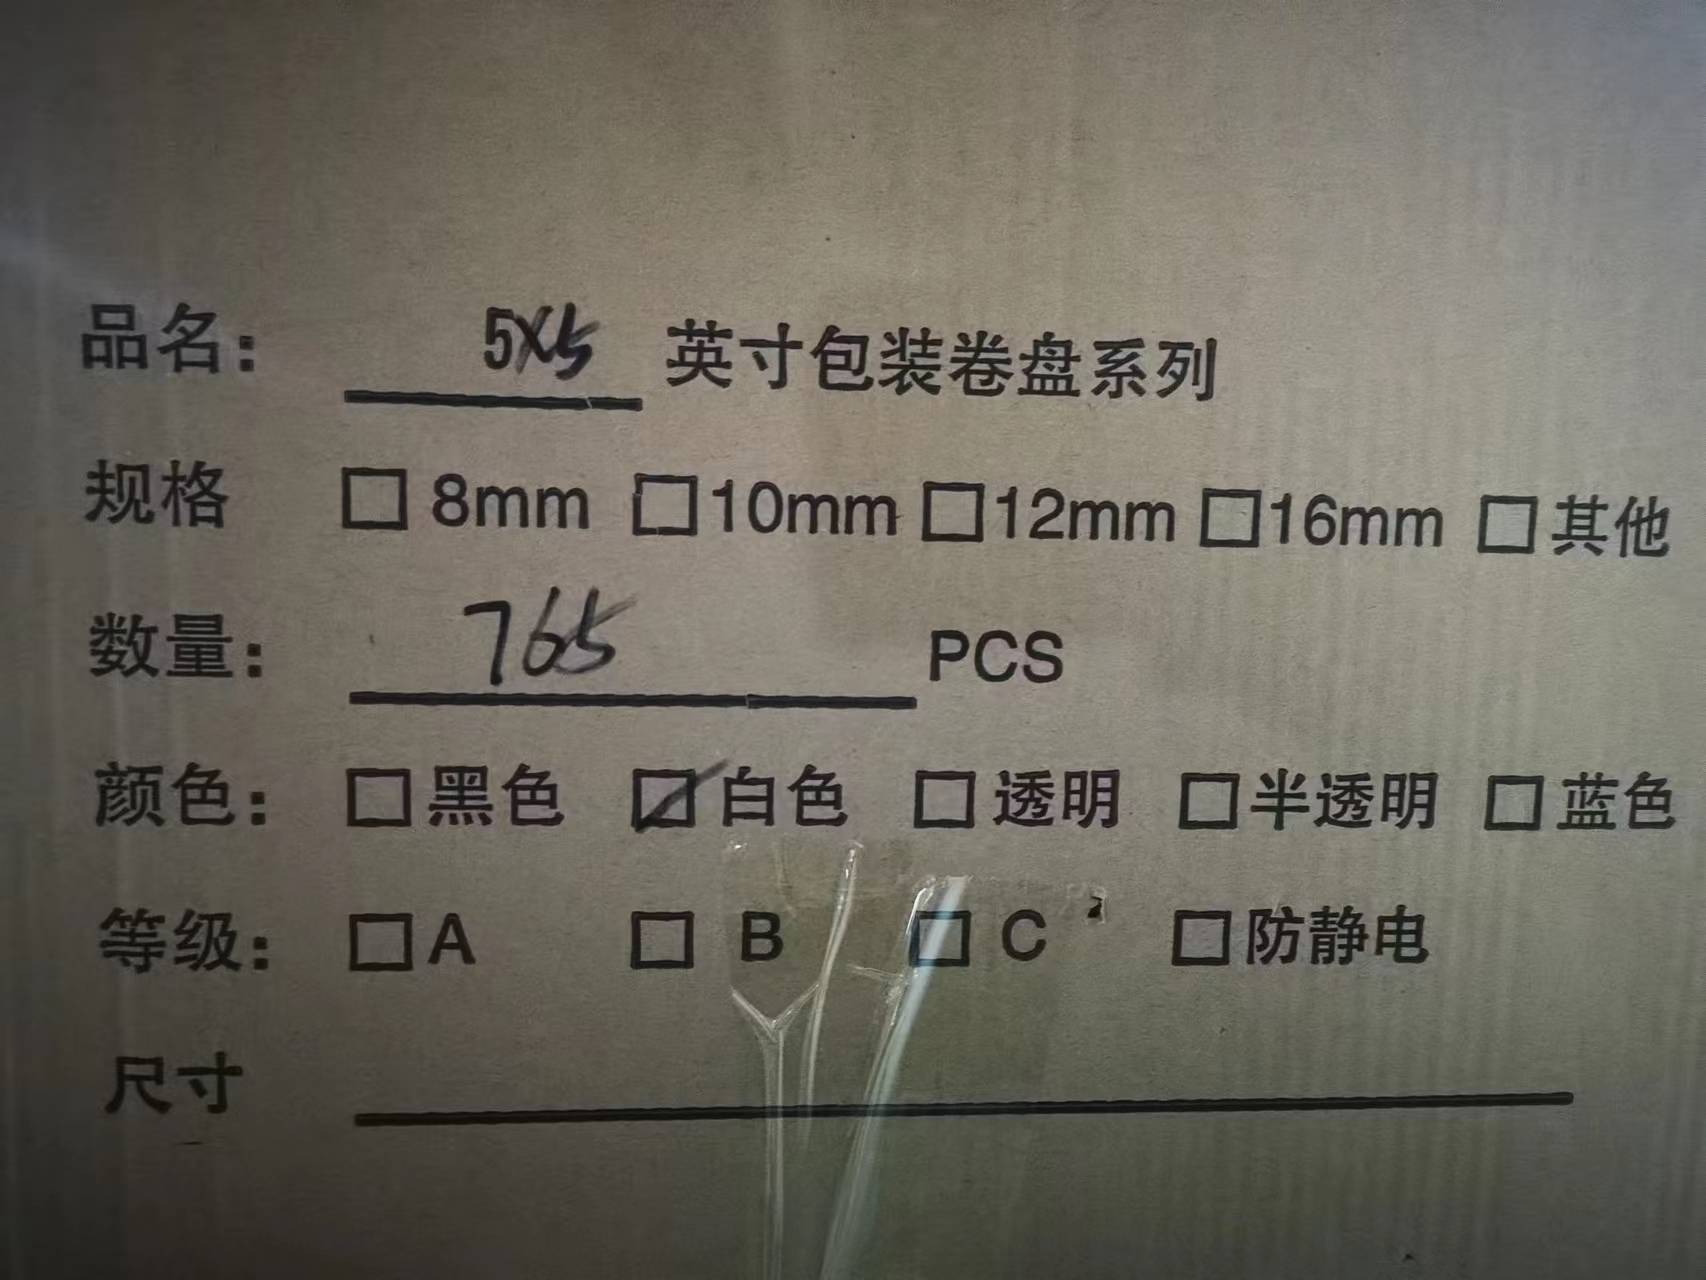 品名: 5X5 英寸包装卷盘系列
规格 □ 8mm □ 10mm □ 12mm □ 16mm □ 其他
数量: 765 PCS
颜色: □ 黑色 ☑ 白色 □ 透明 □ 半透明 □ 蓝色
等级: □ A □ B □ C □ 防静电
尺寸